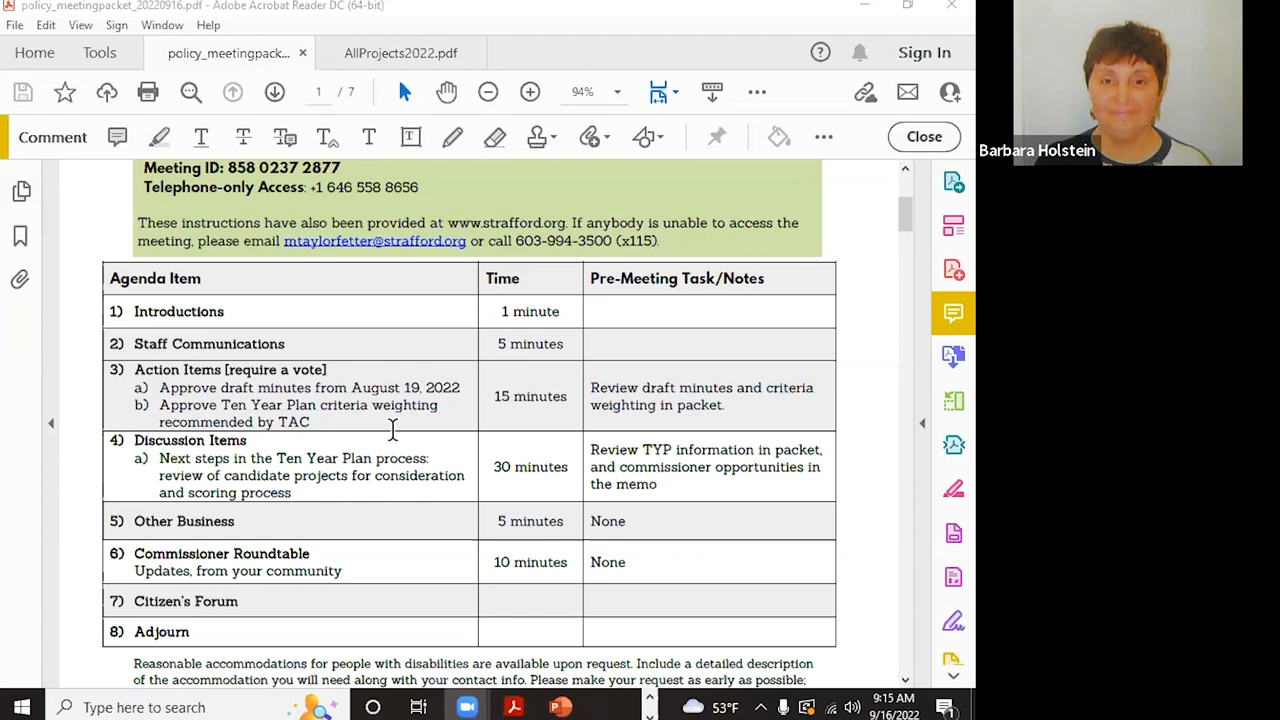 policy_meetingpacket_20220916.pdf - Adobe Acrobat Reader DC (64-bit)
File Edit View Sign Window Help
Home Tools policy_meetingpack... × AllProjects2022.pdf Sign In
1 / 7 94%
Comment Close
Meeting ID: 858 0237 2877
Telephone-only Access: +1 646 558 8656
These instructions have also been provided at www.strafford.org. If anybody is unable to access the
meeting, please email mtaylorfetter@strafford.org or call 603-994-3500 (x115).
Agenda Item Time Pre-Meeting Task/Notes
1) Introductions 1 minute
2) Staff Communications 5 minutes
3) Action Items [require a vote]
a) Approve draft minutes from August 19, 2022
b) Approve Ten Year Plan criteria weighting
recommended by TAC
15 minutes
Review draft minutes and criteria
weighting in packet.
4) Discussion Items
a) Next steps in the Ten Year Plan process:
review of candidate projects for consideration
and scoring process
30 minutes
Review TYP information in packet,
and commissioner opportunities in
the memo
5) Other Business 5 minutes None
6) Commissioner Roundtable
Updates, from your community
10 minutes None
7) Citizen's Forum
8) Adjourn
Reasonable accommodations for people with disabilities are available upon request. Include a detailed description
of the accommodation you will need along with your contact info. Please make your request as early as possible;
Type here to search
53°F
9:15 AM
9/16/2022
1
Barbara Holstein